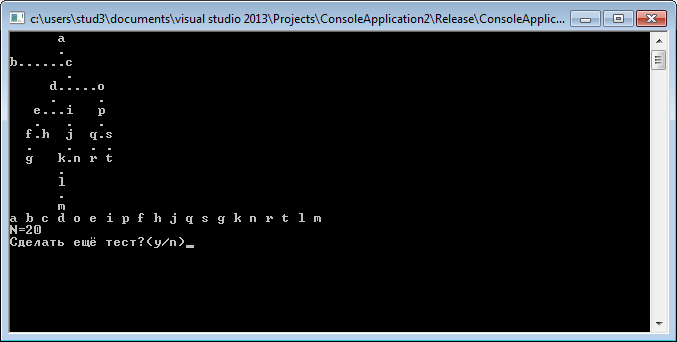 c:\users\stud3\documents\visual studio 2013\Projects\ConsoleApplication2\Release\ConsoleApplic...
      a
      .
b......c
       .
     d.....o
     .     .
   e...i   p
   .   .   .
  f.h  j  q.s
  .    .  . .
  g   k.n r t
      .
      l
      .
      m
a b c d o e i p f h j q s g k n r t l m
N=20
Сделать ещё тест?(y/n)_